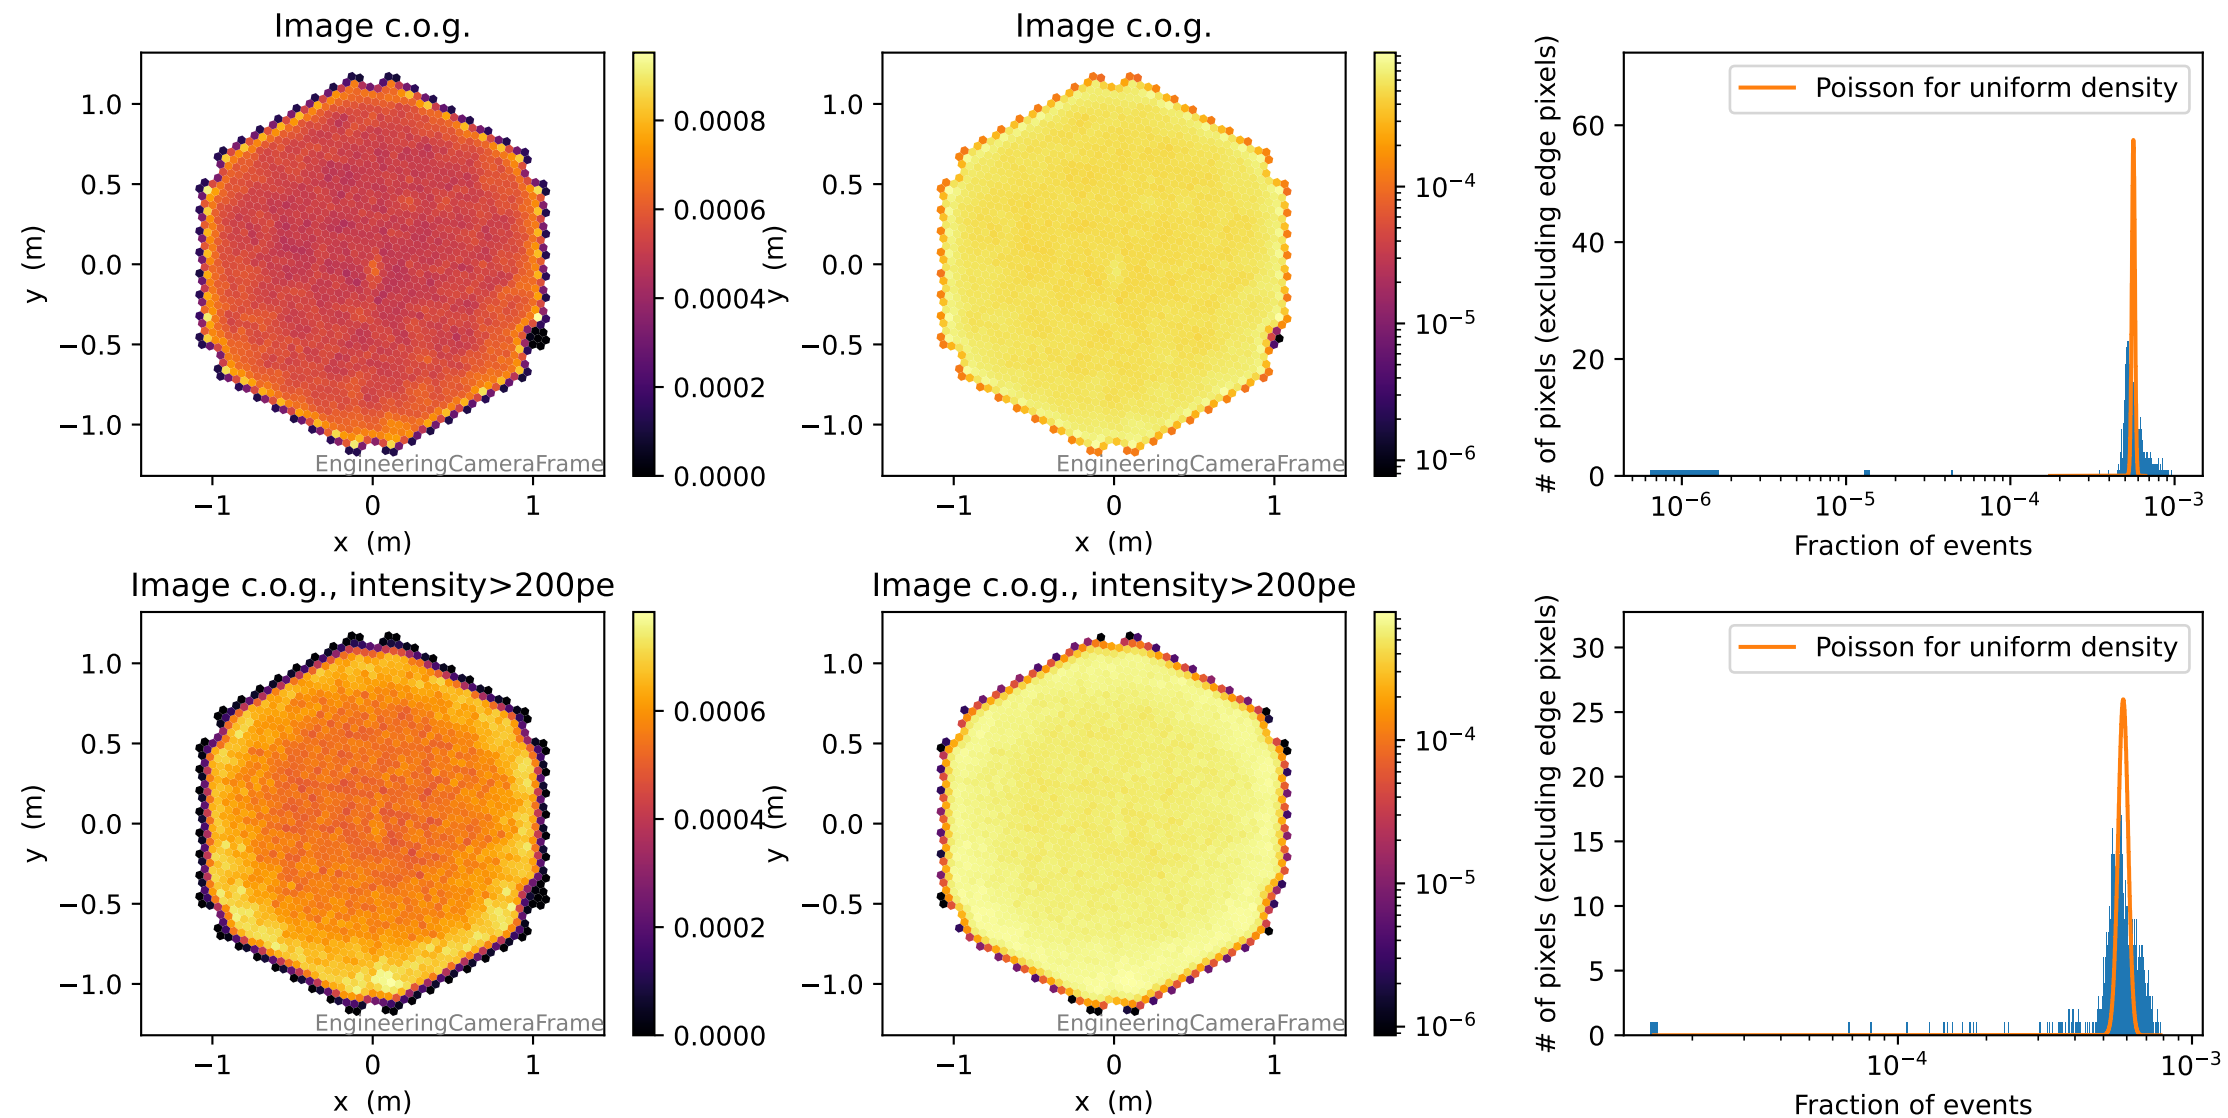 Image c.o.g.
y (m)
1.0
0.5
0.0
−0.5
−1.0
−1
0
1
x (m)
EngineeringCameraFrame
0.0008
0.0006
0.0004
0.0002
0.0000
Image c.o.g.
y (m)
1.0
0.5
0.0
−0.5
−1.0
−1
0
1
x (m)
EngineeringCameraFrame
10⁻⁴
10⁻⁵
10⁻⁶
# of pixels (excluding edge pixels)
60
40
20
0
Poisson for uniform density
10⁻⁶
10⁻⁵
10⁻⁴
10⁻³
Fraction of events
Image c.o.g., intensity>200pe
y (m)
1.0
0.5
0.0
−0.5
−1.0
−1
0
1
x (m)
EngineeringCameraFrame
0.0006
0.0004
0.0002
0.0000
Image c.o.g., intensity>200pe
y (m)
1.0
0.5
0.0
−0.5
−1.0
−1
0
1
x (m)
EngineeringCameraFrame
10⁻⁴
10⁻⁵
10⁻⁶
# of pixels (excluding edge pixels)
30
25
20
15
10
5
0
Poisson for uniform density
10⁻⁴
10⁻³
Fraction of events